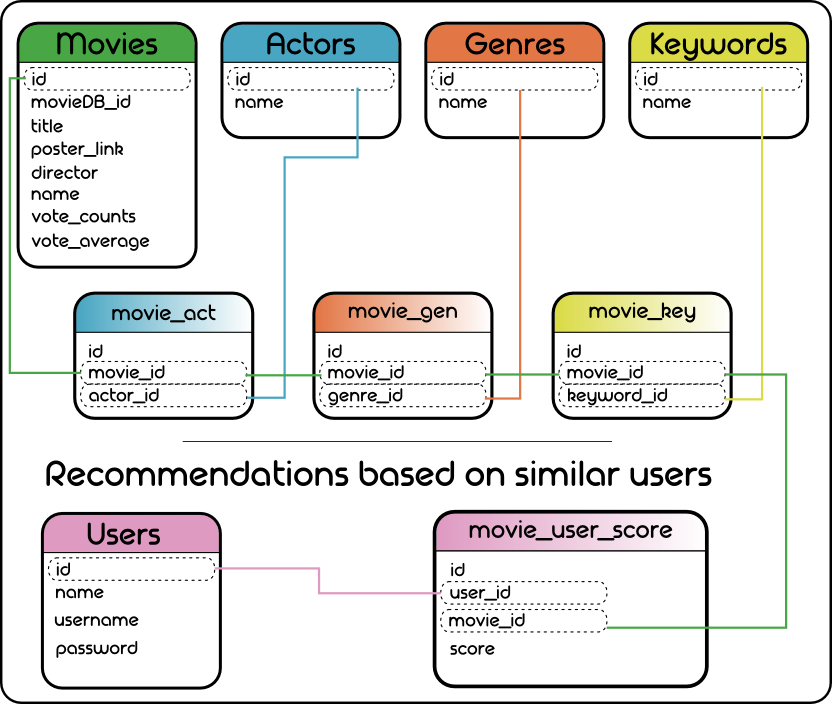 Movies
id
movieDB_id
title
poster_link
director
name
vote_counts
vote_average
Actors
id
name
Genres
id
name
Keywords
id
name
movie_act
id
movie_id
actor_id
movie_gen
id
movie_id
genre_id
movie_key
id
movie_id
keyword_id
Recommendations based on similar users
Users
id
name
username
password
movie_user_score
id
user_id
movie_id
score